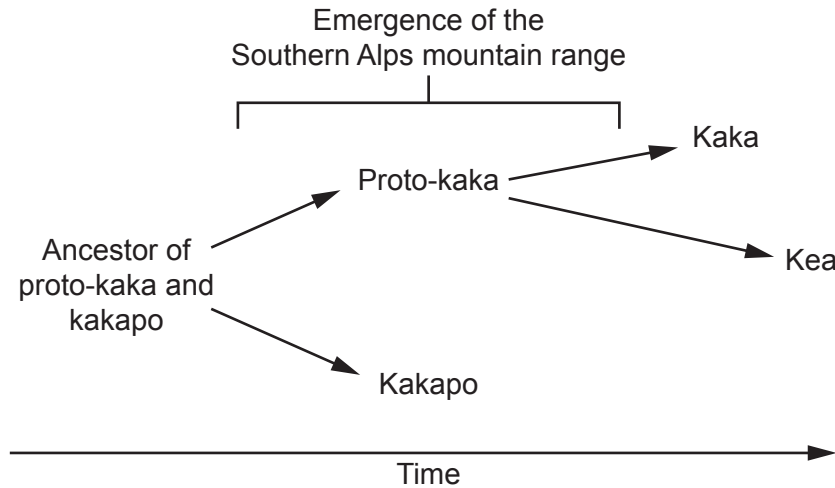 Emergence of the
Southern Alps mountain range
Kaka
Proto-kaka
Ancestor of
proto-kaka and
kakapo
Kea
Kakapo
Time